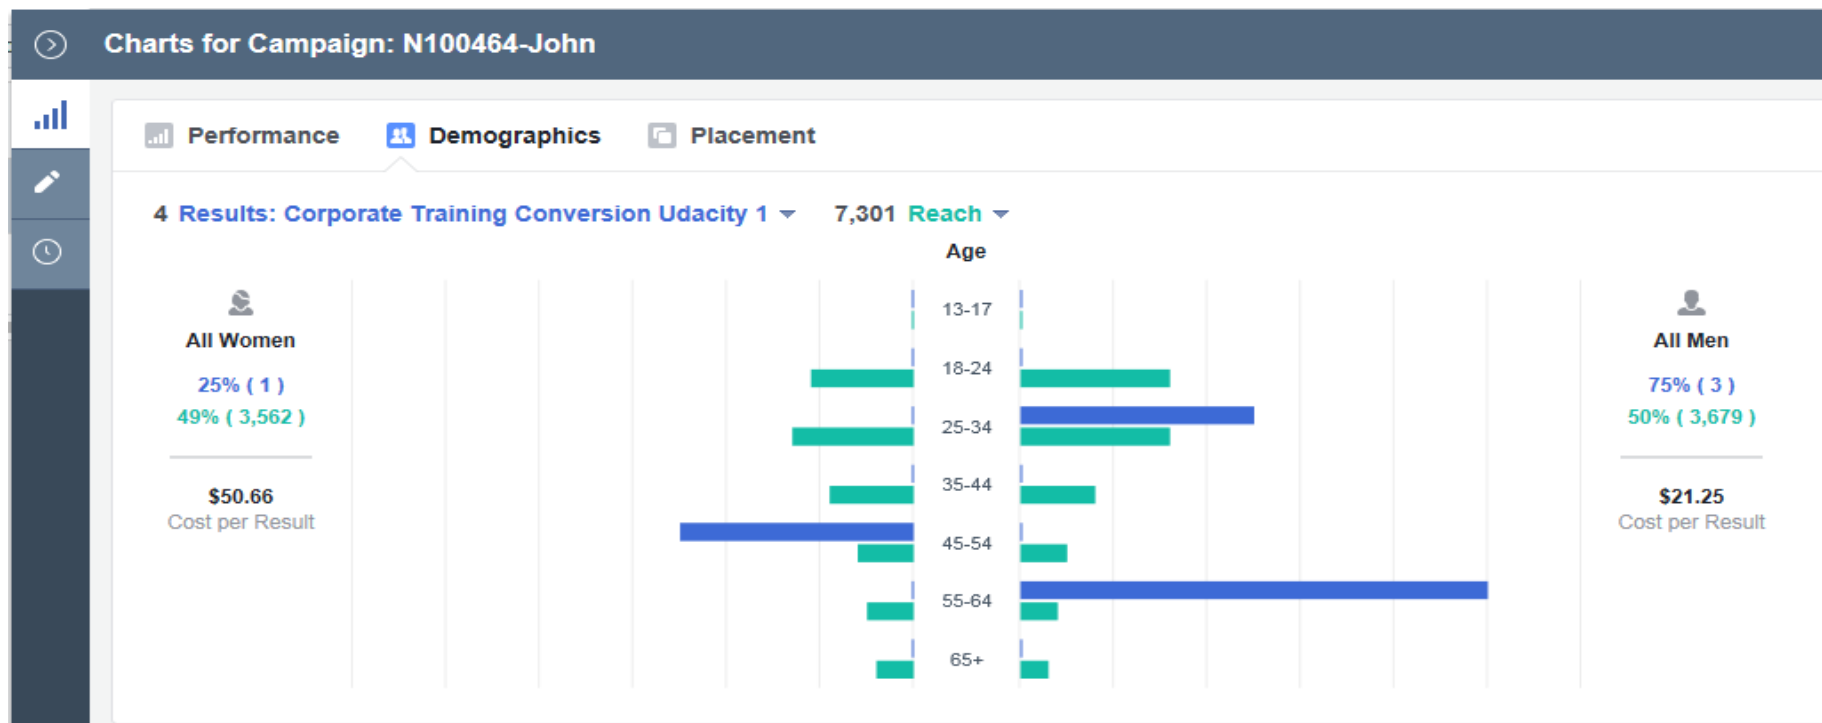 Charts for Campaign: N100464-John
Performance Demographics Placement
4 Results: Corporate Training Conversion Udacity 1 7,301 Reach
Age
13-17
18-24
25-34
35-44
45-54
55-64
65+
All Women
25% ( 1 )
49% ( 3,562 )
$50.66
Cost per Result
All Men
75% ( 3 )
50% ( 3,679 )
$21.25
Cost per Result